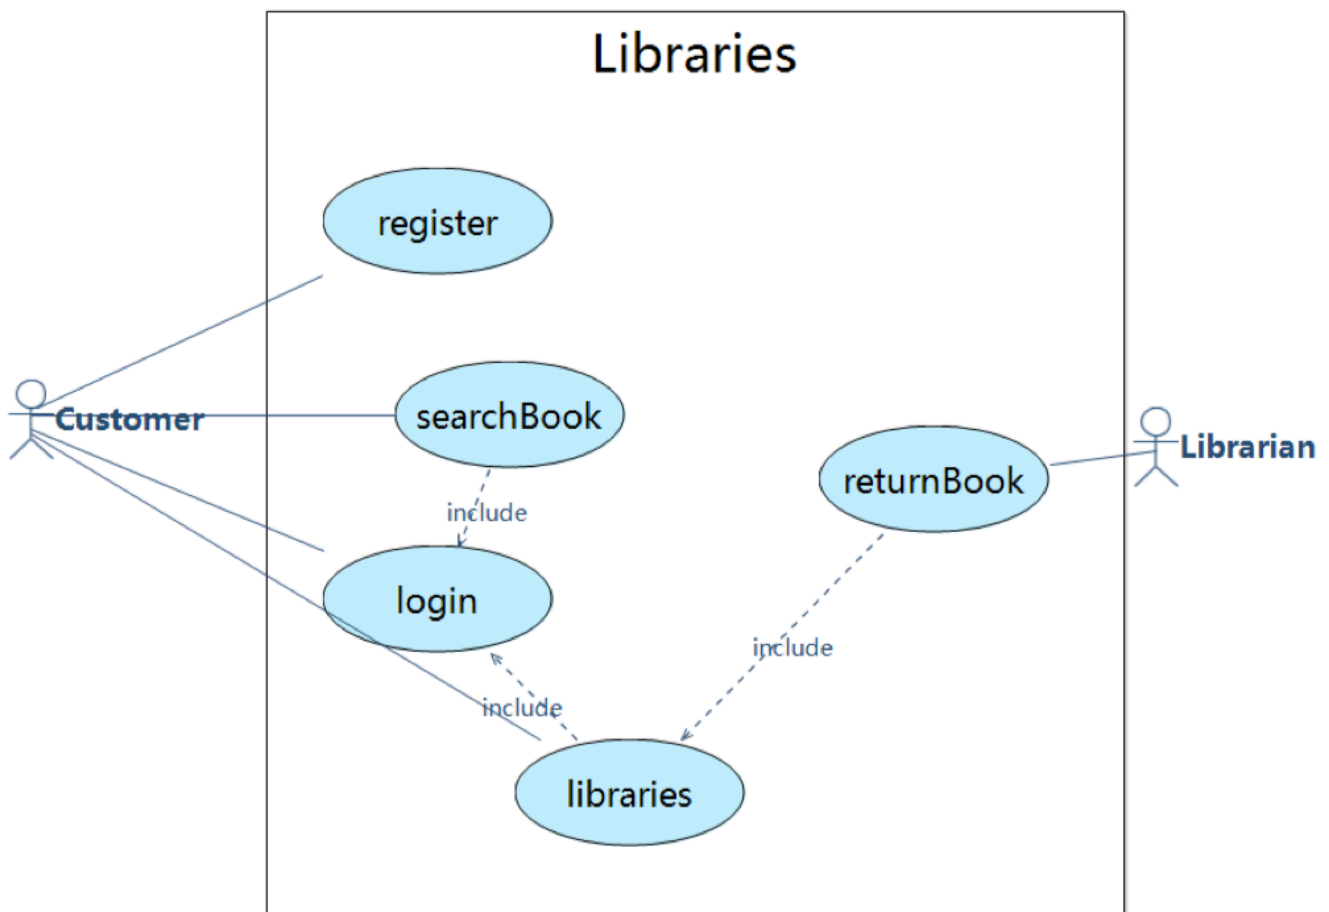 Libraries
register
Customer
searchBook
Librarian
returnBook
include
login
include
include
libraries